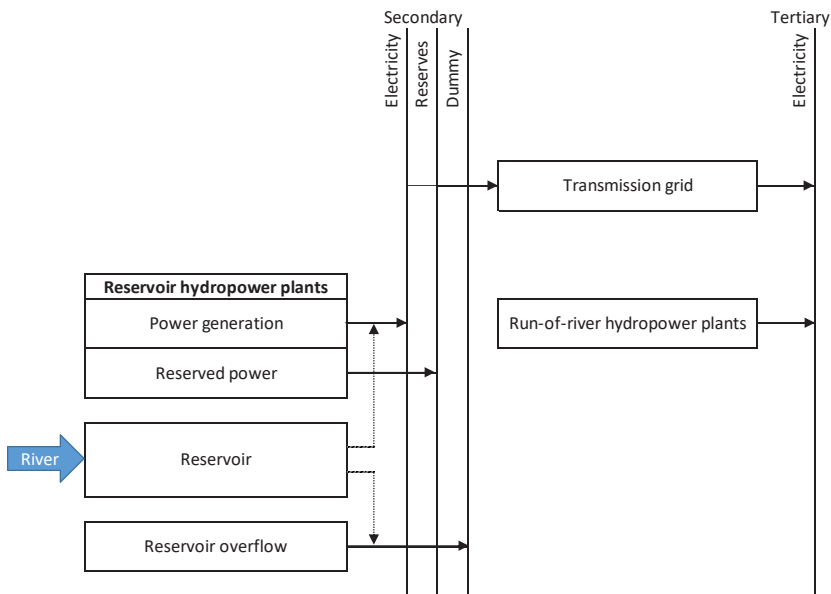 Secondary
Tertiary
Electricity
Reserves
Dummy
Electricity
Transmission grid
Reservoir hydropower plants
Power generation
Run-of-river hydropower plants
Reserved power
River
Reservoir
Reservoir overflow